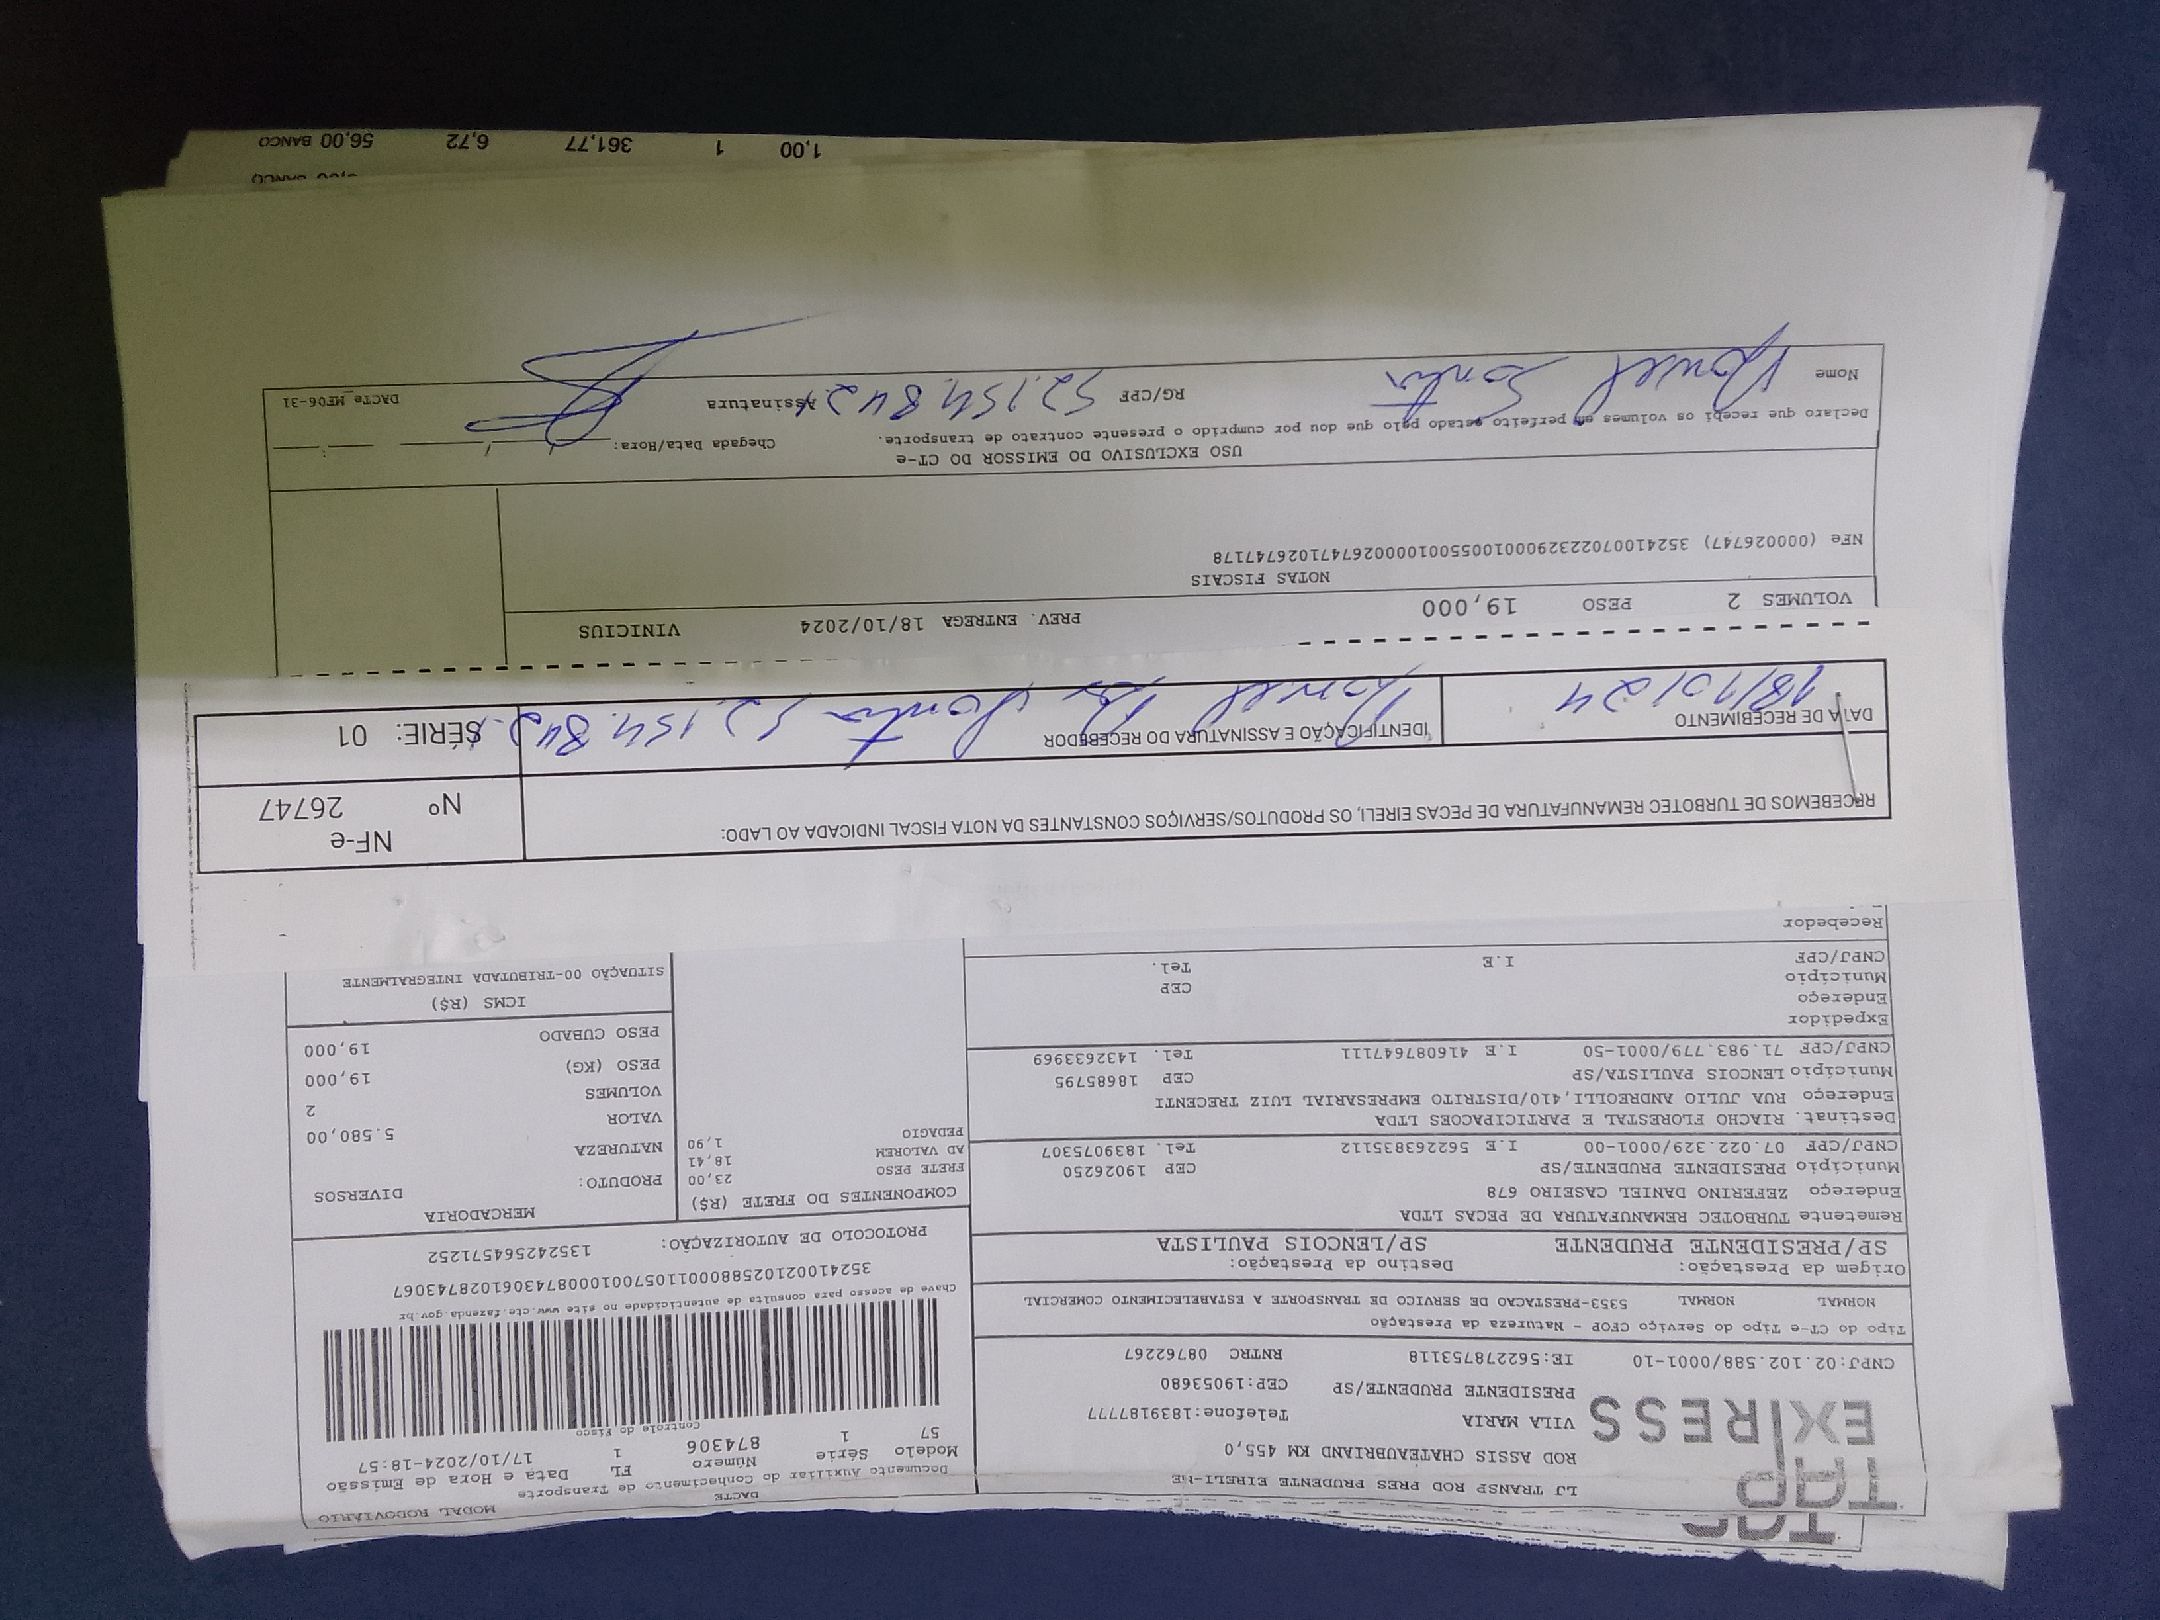 TAP
EXPRESS
LJ TRANSP ROD PRES PRUDENTE EIRELI-ME
ROD ASSIS CHATEAUBRIAND KM 455,0
VILA MARIA Telefone:1839187777
PRESIDENTE PRUDENTE/SP CEP:19053680
CNPJ:02.102.588/0001-10 IE:562278753118 RNTRC 08762267
DACTE MODAL RODOVIÁRIO
Documento Auxiliar do Conhecimento de Transporte
Modelo Série Número FL Data e Hora de Emissão
57 1 874306 1 17/10/2024-18:57
Controle do Fisco
Chave de acesso para consulta de autenticidade no site www.cte.fazenda.gov.br
PROTOCOLO DE AUTORIZAÇÃO: 135242564571252
Tipo do CT-e Tipo do Serviço CFOP - Natureza da Prestação
NORMAL NORMAL 5353-PRESTACAO DE SERVICO DE TRANSPORTE A ESTABELECIMENTO COMERCIAL
Origem da Prestação: Destino da Prestação:
SP/PRESIDENTE PRUDENTE SP/LENCOIS PAULISTA
Remetente TURBOTEC REMANUFATURA DE PECAS LTDA
Endereço ZEFERINO DANIEL CASEIRO 678
Município PRESIDENTE PRUDENTE/SP CEP 19026250
CNPJ/CPF 07.022.329/0001-00 I.E 562263835112 Tel. 1839075307
Destinat. RIACHO FLORESTAL E PARTICIPACOES LTDA
Endereço RUA JULIO ANDREOLLI,410/DISTRITO EMPRESARIAL LUIZ TRECENTI
Município LENCOIS PAULISTA/SP CEP 18685795
CNPJ/CPF 71.983.779/0001-50 I.E 416087647111 Tel. 1432633969
Expedidor
Endereço
Município CEP
CNPJ/CPF I.E Tel.
Recebedor
COMPONENTES DO FRETE (R$)
FRETE PESO 23,00
AD VALOREM 18,41
PEDAGIO 1,90
MERCADORIA
PRODUTO: DIVERSOS
NATUREZA
VALOR 5.580,00
VOLUMES 2
PESO (KG) 19,000
PESO CUBADO 19,000
ICMS (R$)
SITUAÇÃO 00-TRIBUTADA INTEGRALMENTE
RECEBEMOS DE TURBOTEC REMANUFATURA DE PECAS EIRELI, OS PRODUTOS/SERVIÇOS CONSTANTES DA NOTA FISCAL INDICADA AO LADO:
NF-e
Nº 26747
SÉRIE: 01
DATA DE RECEBIMENTO
18/10/24
IDENTIFICAÇÃO E ASSINATURA DO RECEBEDOR
52.154.842.
VOLUMES 2 PESO 19,000 PREV. ENTREGA 18/10/2024 VINICIUS
NOTAS FISCAIS
NFe (000026747) 35241007022329000100550010000267471026747178
USO EXCLUSIVO DO EMISSOR DO CT-e
Declaro que recebi os volumes em perfeito estado pelo que dou por cumprido o presente contrato de transporte.
Chegada Data/Hora: / / :
Nome RG/CPF 52.154.842 Assinatura
DACTe MF06-31
1,00 1 361,77 6,72 56,00 BANCO